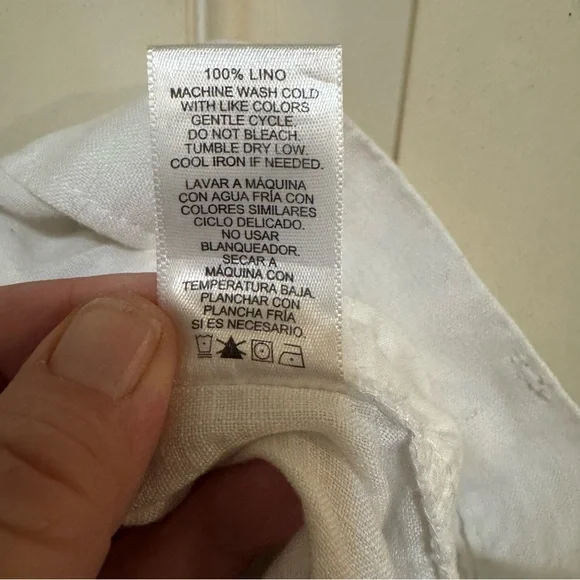 100% LINO
MACHINE WASH COLD
WITH LIKE COLORS
GENTLE CYCLE.
DO NOT BLEACH.
TUMBLE DRY LOW.
COOL IRON IF NEEDED.
LAVAR A MÁQUINA
CON AGUA FRÍA CON
COLORES SIMILARES
CICLO DELICADO.
NO USAR
BLANQUEADOR.
SECAR A
MÁQUINA CON
TEMPERATURA BAJA.
PLANCHAR CON
PLANCHA FRÍA
SI ES NECESARIO.